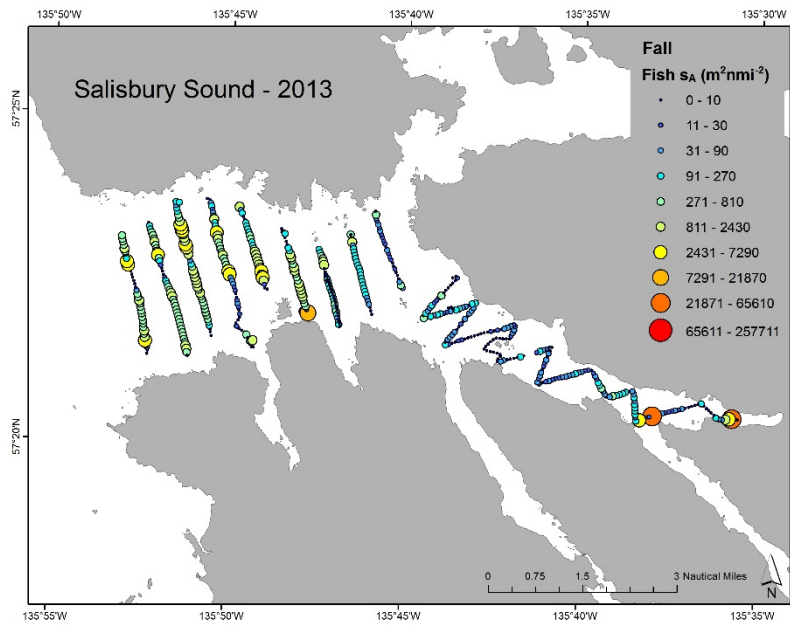 135°50'W 135°45'W 135°40'W 135°35'W 135°30'W
Salisbury Sound - 2013
57°25'N
57°20'N
Fall
Fish sA (m²nmi-²)
0 - 10
11 - 30
31 - 90
91 - 270
271 - 810
811 - 2430
2431 - 7290
7291 - 21870
21871 - 65610
65611 - 257711
0 0.75 1.5 3 Nautical Miles
N
135°55'W 135°50'W 135°45'W 135°40'W 135°35'W